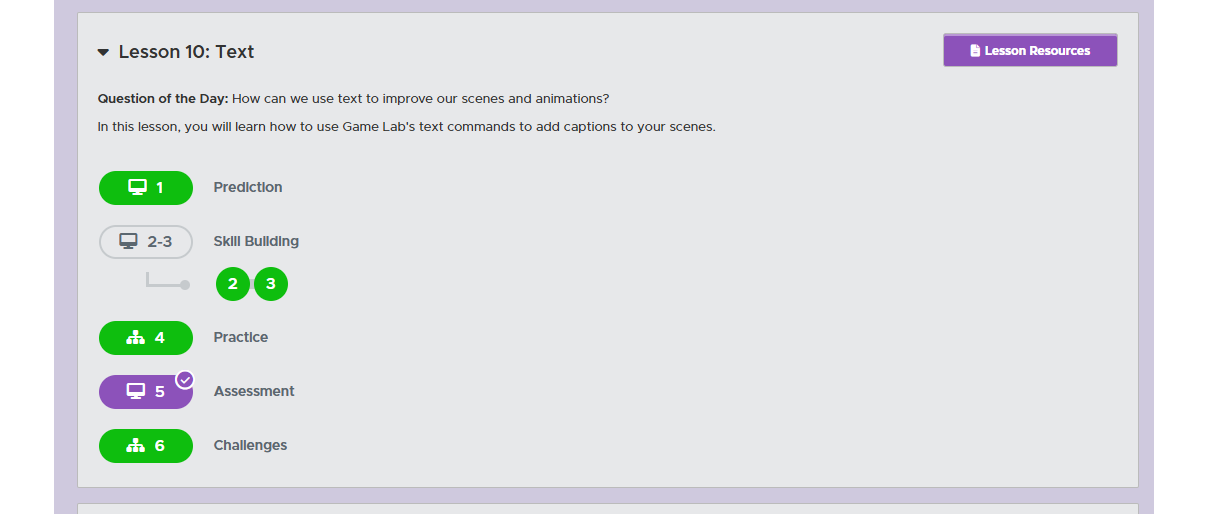 Lesson 10: Text
Lesson Resources
Question of the Day: How can we use text to improve our scenes and animations?
In this lesson, you will learn how to use Game Lab's text commands to add captions to your scenes.
1 Prediction
2-3 Skill Building
2 3
4 Practice
5 Assessment
6 Challenges